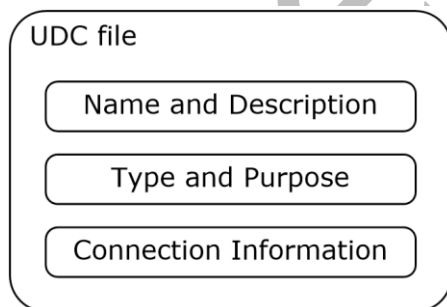 UDC file
Name and Description
Type and Purpose
Connection Information